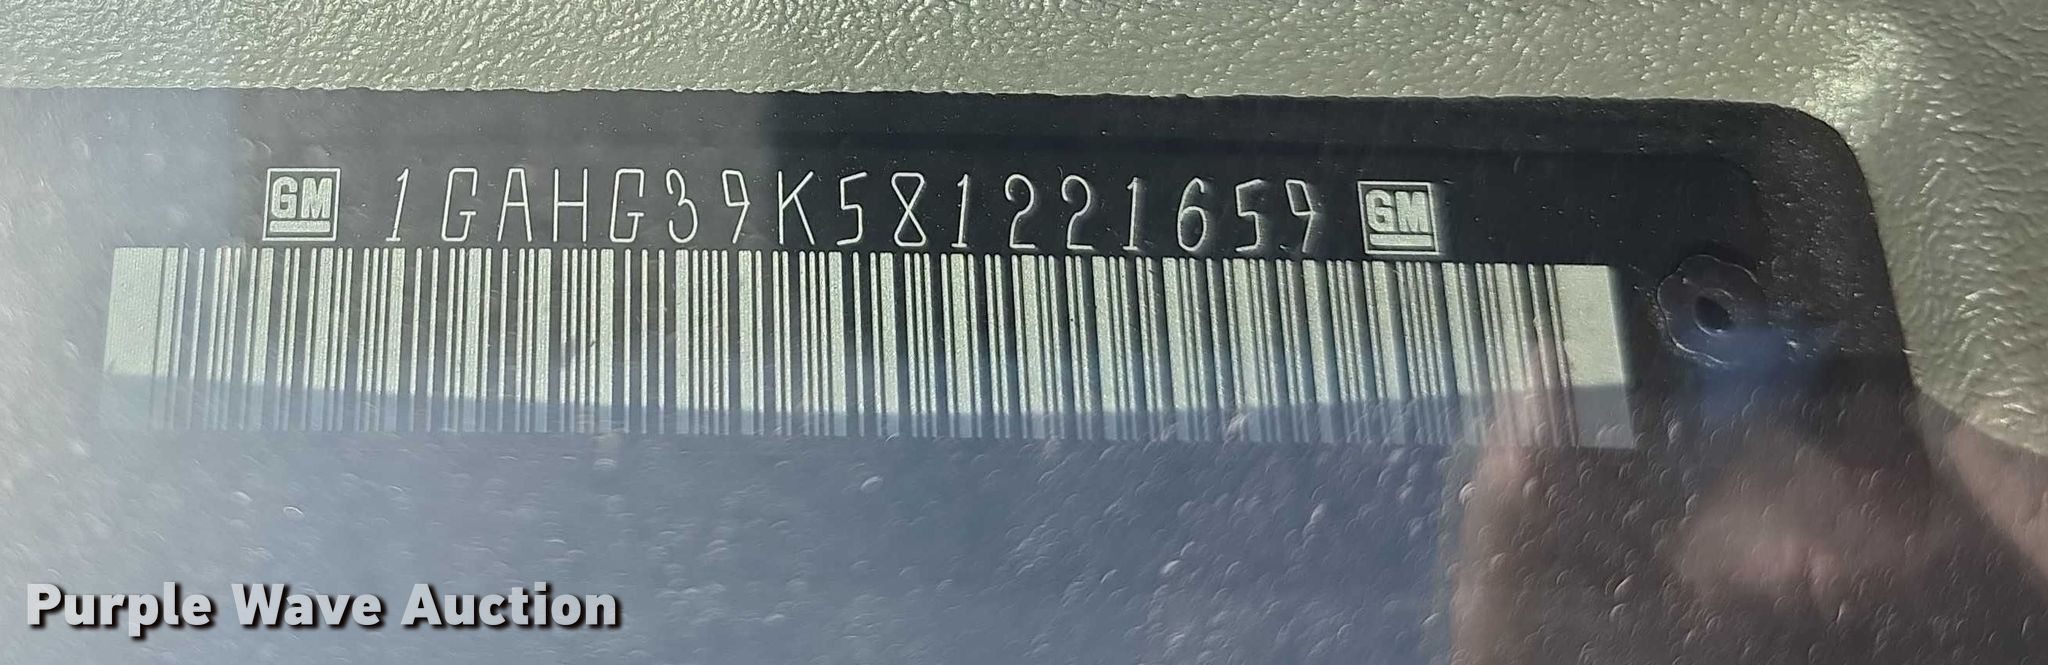 GM 1GAHG39K581221659 GM
Purple Wave Auction